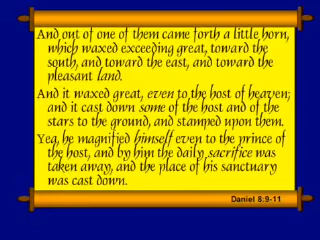 And out of one of them came forth a little horn,
which waxed exceeding great, toward the
south, and toward the east, and toward the
pleasant land.
And it waxed great, even to the host of heaven;
and it cast down some of the host and of the
stars to the ground, and stamped upon them.
Yea, he magnified himself even to the prince of
the host, and by him the daily sacrifice was
taken away, and the place of his sanctuary
was cast down.
Daniel 8:9-11